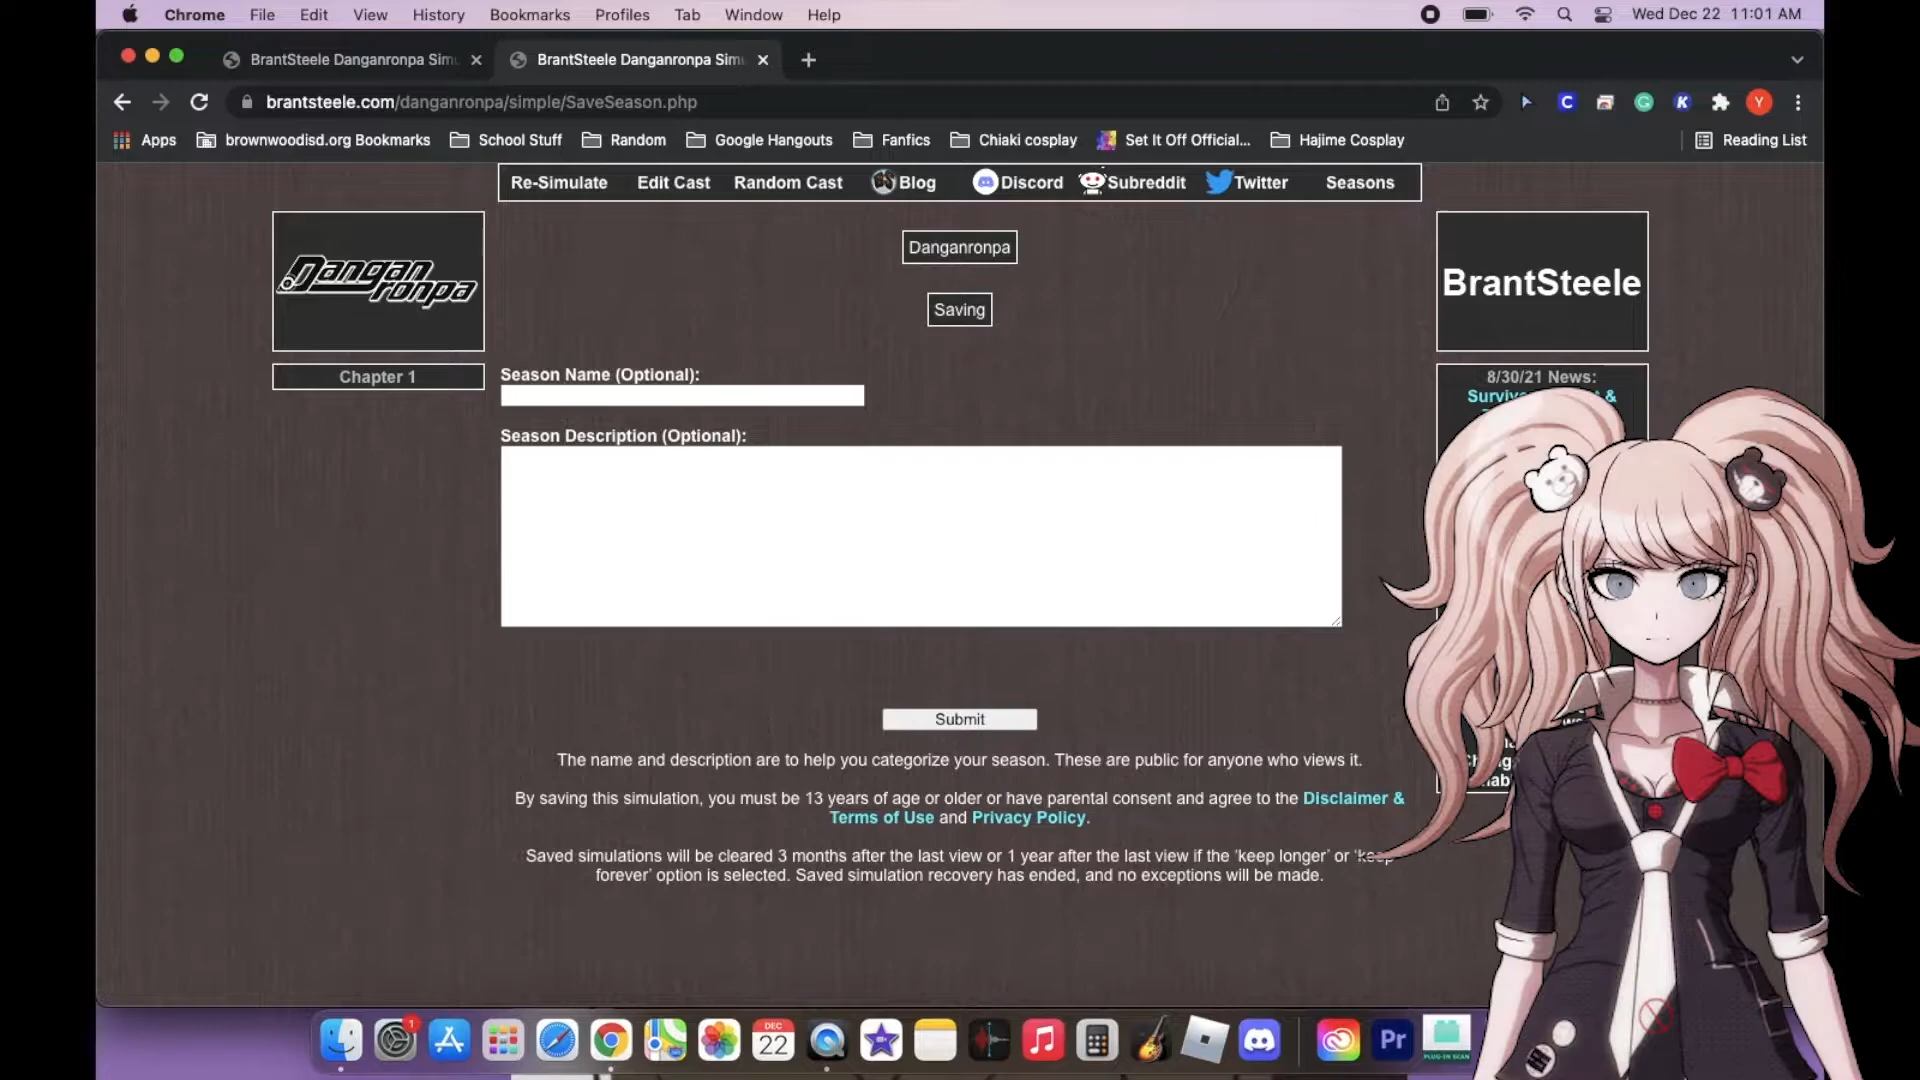 Chrome File Edit View History Bookmarks Profiles Tab Window Help Wed Dec 22 11:01 AM
BrantSteele Danganronpa Sim BrantSteele Danganronpa Sim
brantsteele.com/danganronpa/simple/SaveSeason.php
Apps brownwoodisd.org Bookmarks School Stuff Random Google Hangouts Fanfics Chiaki cosplay Set It Off Official... Hajime Cosplay Reading List
Re-Simulate Edit Cast Random Cast Blog Discord Subreddit Twitter Seasons
Danganronpa
Danganronpa
BrantSteele
Saving
Chapter 1
Season Name (Optional):
8/30/21 News:
&
Season Description (Optional):
Submit
The name and description are to help you categorize your season. These are public for anyone who views it.
By saving this simulation, you must be 13 years of age or older or have parental consent and agree to the Disclaimer &
Terms of Use and Privacy Policy.
Saved simulations will be cleared 3 months after the last view or 1 year after the last view if the 'keep longer' or 'keep
forever' option is selected. Saved simulation recovery has ended, and no exceptions will be made.
1
DEC
22
Pr
PLUG-IN SCAN